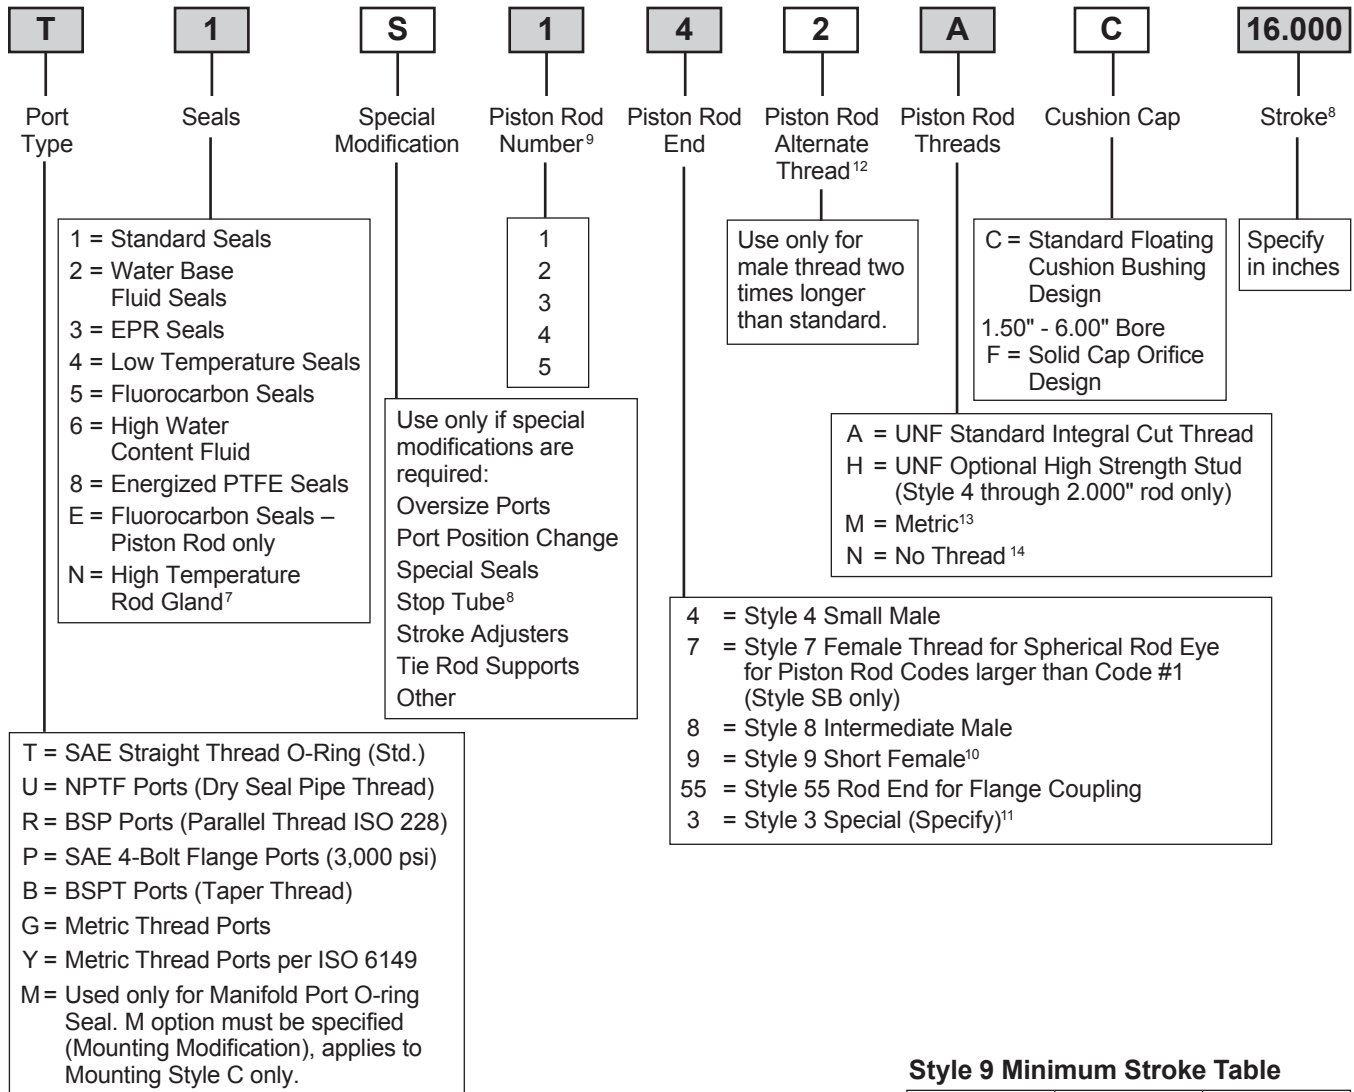 T 1 S 1 4 2 A C 16.000
Port
Type
Seals
Special
Modification
Piston Rod
Number⁹
Piston Rod
End
Piston Rod
Alternate
Thread¹²
Piston Rod
Threads
Cushion Cap
Stroke⁸
1 = Standard Seals
2 = Water Base
Fluid Seals
3 = EPR Seals
4 = Low Temperature Seals
5 = Fluorocarbon Seals
6 = High Water
Content Fluid
8 = Energized PTFE Seals
E = Fluorocarbon Seals –
Piston Rod only
N = High Temperature
Rod Gland⁷
1
2
3
4
5
Use only for
male thread two
times longer
than standard.
C = Standard Floating
Cushion Bushing
Design
1.50" - 6.00" Bore
F = Solid Cap Orifice
Design
Specify
in inches
Use only if special
modifications are
required:
Oversize Ports
Port Position Change
Special Seals
Stop Tube⁸
Stroke Adjusters
Tie Rod Supports
Other
A = UNF Standard Integral Cut Thread
H = UNF Optional High Strength Stud
(Style 4 through 2.000" rod only)
M = Metric¹³
N = No Thread ¹⁴
4 = Style 4 Small Male
7 = Style 7 Female Thread for Spherical Rod Eye
for Piston Rod Codes larger than Code #1
(Style SB only)
8 = Style 8 Intermediate Male
9 = Style 9 Short Female¹⁰
55 = Style 55 Rod End for Flange Coupling
3 = Style 3 Special (Specify)¹¹
T = SAE Straight Thread O-Ring (Std.)
U = NPTF Ports (Dry Seal Pipe Thread)
R = BSP Ports (Parallel Thread ISO 228)
P = SAE 4-Bolt Flange Ports (3,000 psi)
B = BSPT Ports (Taper Thread)
G = Metric Thread Ports
Y = Metric Thread Ports per ISO 6149
M = Used only for Manifold Port O-ring
Seal. M option must be specified
(Mounting Modification), applies to
Mounting Style C only.
Style 9 Minimum Stroke Table